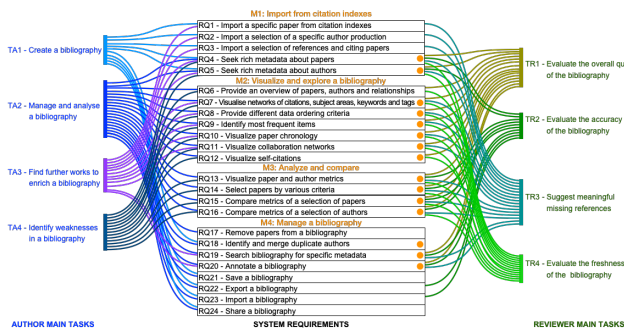 M1: Import from citation indexes
RQ1 - Import a specific paper from citation indexes
RQ2 - Import a selection of a specific author production
RQ3 - Import a selection of references and citing papers
RQ4 - Seek rich metadata about papers
RQ5 - Seek rich metadata about authors
M2: Visualize and explore a bibliography
RQ6 - Provide an overview of papers, authors and relationships
RQ7 - Visualise networks of citations, subject areas, keywords and tags
RQ8 - Provide different data ordering criteria
RQ9 - Identify most frequent items
RQ10 - Visualize paper chronology
RQ11 - Visualize collaboration networks
RQ12 - Visualize self-citations
M3: Analyze and compare
RQ13 - Visualize paper and author metrics
RQ14 - Select papers by various criteria
RQ15 - Compare metrics of a selection of papers
RQ16 - Compare metrics of a selection of authors
M4: Manage a bibliography
RQ17 - Remove papers from a bibliography
RQ18 - Identify and merge duplicate authors
RQ19 - Search bibliography for specific metadata
RQ20 - Annotate a bibliography
RQ21 - Save a bibliography
RQ22 - Export a bibliography
RQ23 - Import a bibliography
RQ24 - Share a bibliography
TA1 - Create a bibliography
TA2 - Manage and analyse
a bibliography
TA3 - Find further works to
enrich a bibliography
TA4 - Identify weaknesses
in a bibliography
TR1 - Evaluate the overall qu
of the bibliography
TR2 - Evaluate the accuracy
of the bibliography
TR3 - Suggest meaningful
missing references
TR4 - Evaluate the freshness
of the bibliography
AUTHOR MAIN TASKS
SYSTEM REQUIREMENTS
REVIEWER MAIN TASKS